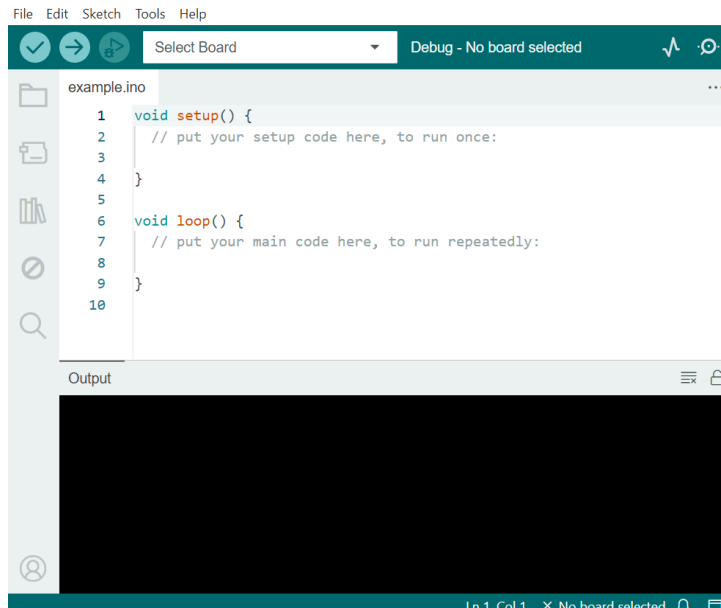 File Edit Sketch Tools Help
Select Board Debug - No board selected
example.ino
1 void setup() {
2 // put your setup code here, to run once:
3
4 }
5
6 void loop() {
7 // put your main code here, to run repeatedly:
8
9 }
10
Output
Ln 1, Col 1 × No board selected